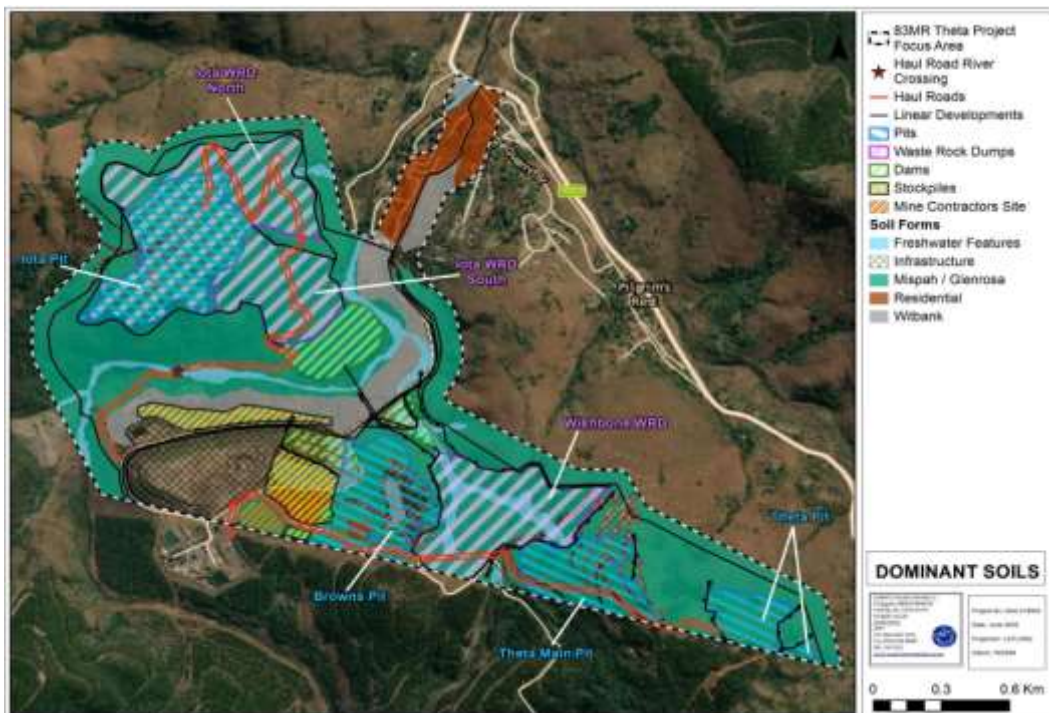 Iota WRD
North
Iota Pit
Iota WRD
South
Pilgrim's
Rest
Wishbone WRD
Theta Pit
Browns Pit
Theta Main Pit
83MR Theta Project
Focus Area
Haul Road River
Crossing
Haul Roads
Linear Developments
Pits
Waste Rock Dumps
Dams
Stockpiles
Mine Contractors Site
Soil Forms
Freshwater Features
Infrastructure
Mispah / Glenrosa
Residential
Witbank
DOMINANT SOILS
0 0.3 0.6 Km